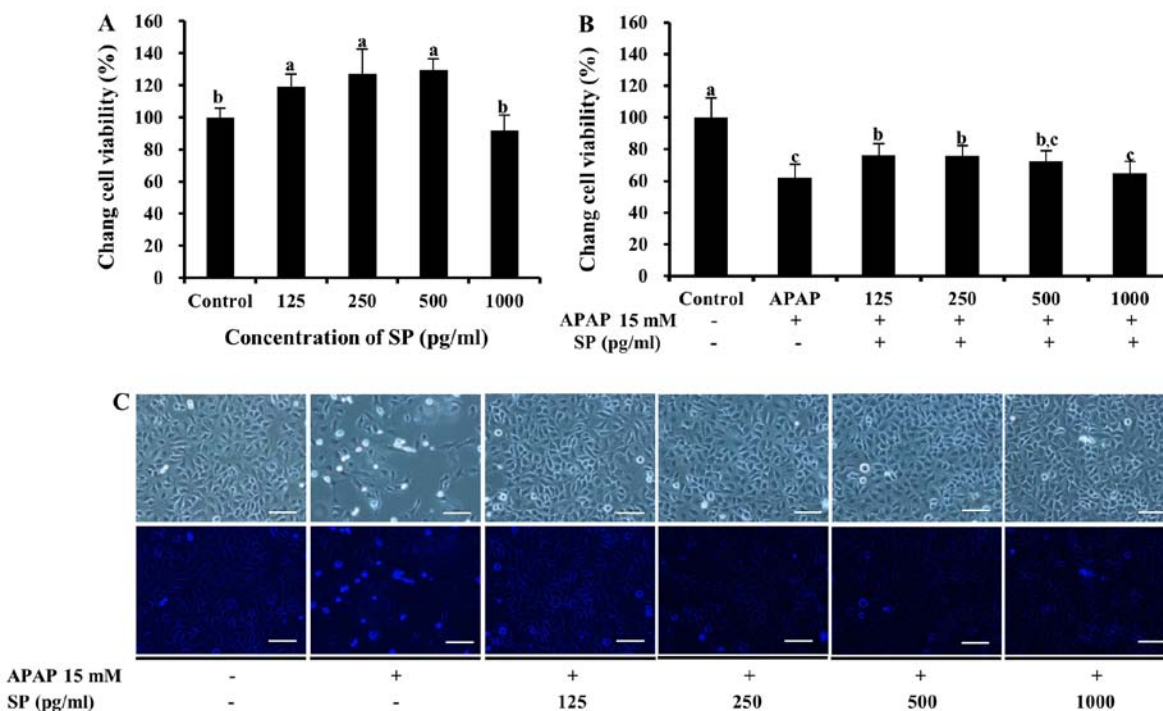 A
Chang cell viability (%)
160
140
120
100
80
60
40
20
0
b
a
a
a
b
Control 125 250 500 1000
Concentration of SP (pg/ml)
B
Chang cell viability (%)
160
140
120
100
80
60
40
20
0
a
c
b
b
b,c
c
Control APAP 125 250 500 1000
APAP 15 mM - + + + + +
SP (pg/ml) - - + + + +
C
APAP 15 mM - + + + + +
SP (pg/ml) - - 125 250 500 1000